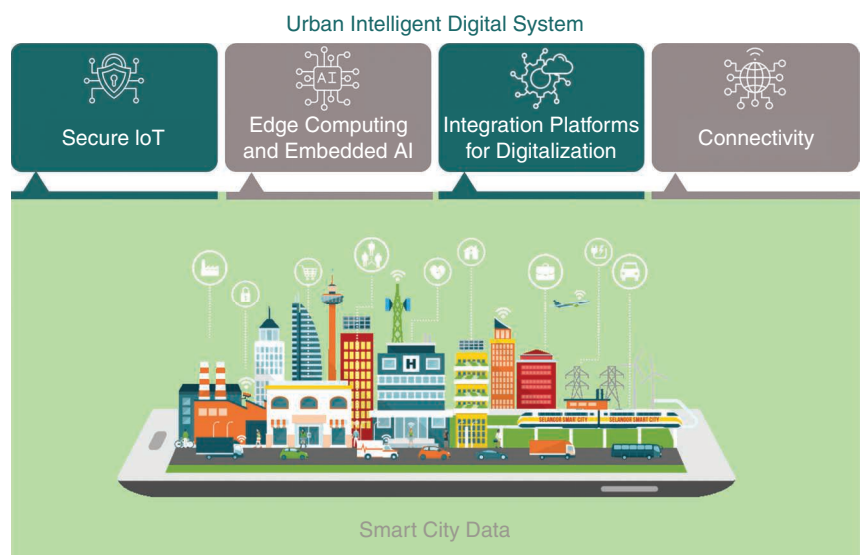 Urban Intelligent Digital System
Secure IoT
AI
Edge Computing
and Embedded AI
Integration Platforms
for Digitalization
Connectivity
H
SELANGOR SMART CITY
SELANGOR SMART CITY
Smart City Data